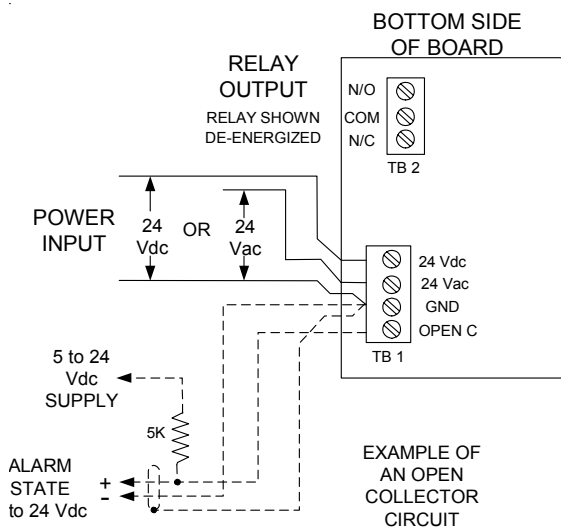 BOTTOM SIDE
OF BOARD
RELAY
OUTPUT
RELAY SHOWN
DE-ENERGIZED
N/O
COM
N/C
TB 2
POWER
INPUT
24
Vdc
OR
24
Vac
24 Vdc
24 Vac
GND
OPEN C
TB 1
5 to 24
Vdc
SUPPLY
5K
ALARM
STATE
to 24 Vdc
+
-
EXAMPLE OF
AN OPEN
COLLECTOR
CIRCUIT